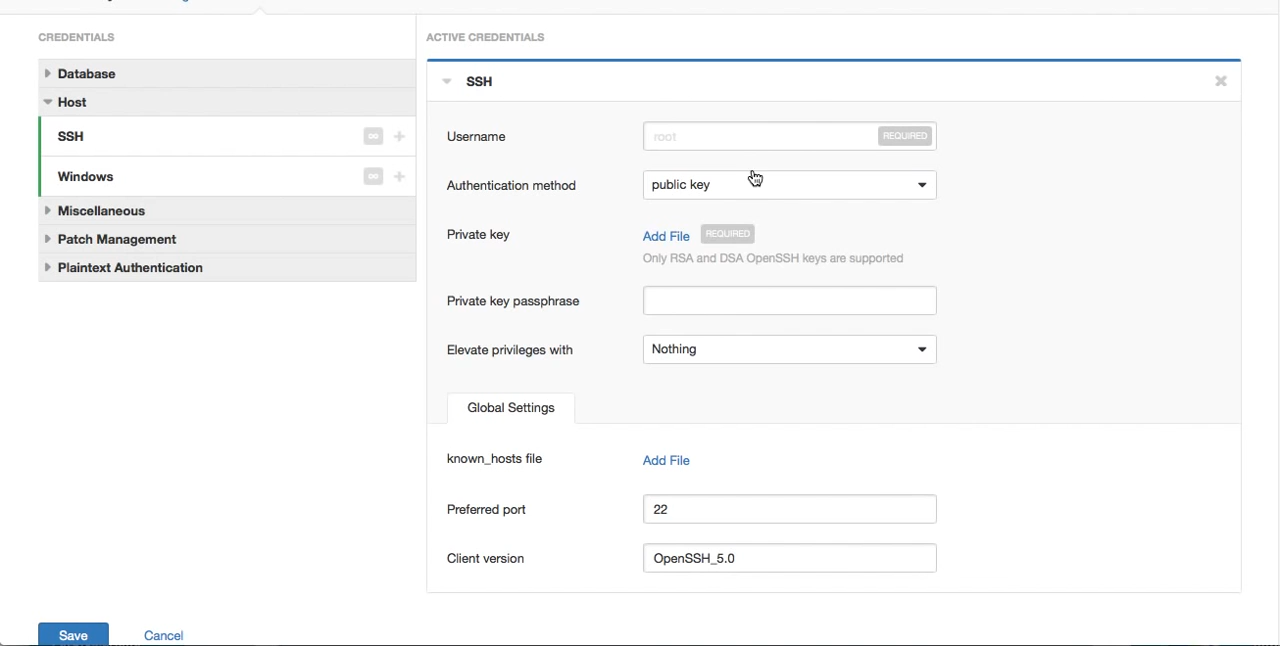 CREDENTIALS
Database
Host
SSH
∞ +
Windows
∞ +
Miscellaneous
Patch Management
Plaintext Authentication
ACTIVE CREDENTIALS
SSH
Username
root REQUIRED
Authentication method
public key
Private key
Add File REQUIRED
Only RSA and DSA OpenSSH keys are supported
Private key passphrase
Elevate privileges with
Nothing
Global Settings
known_hosts file
Add File
Preferred port
22
Client version
OpenSSH_5.0
Save Cancel